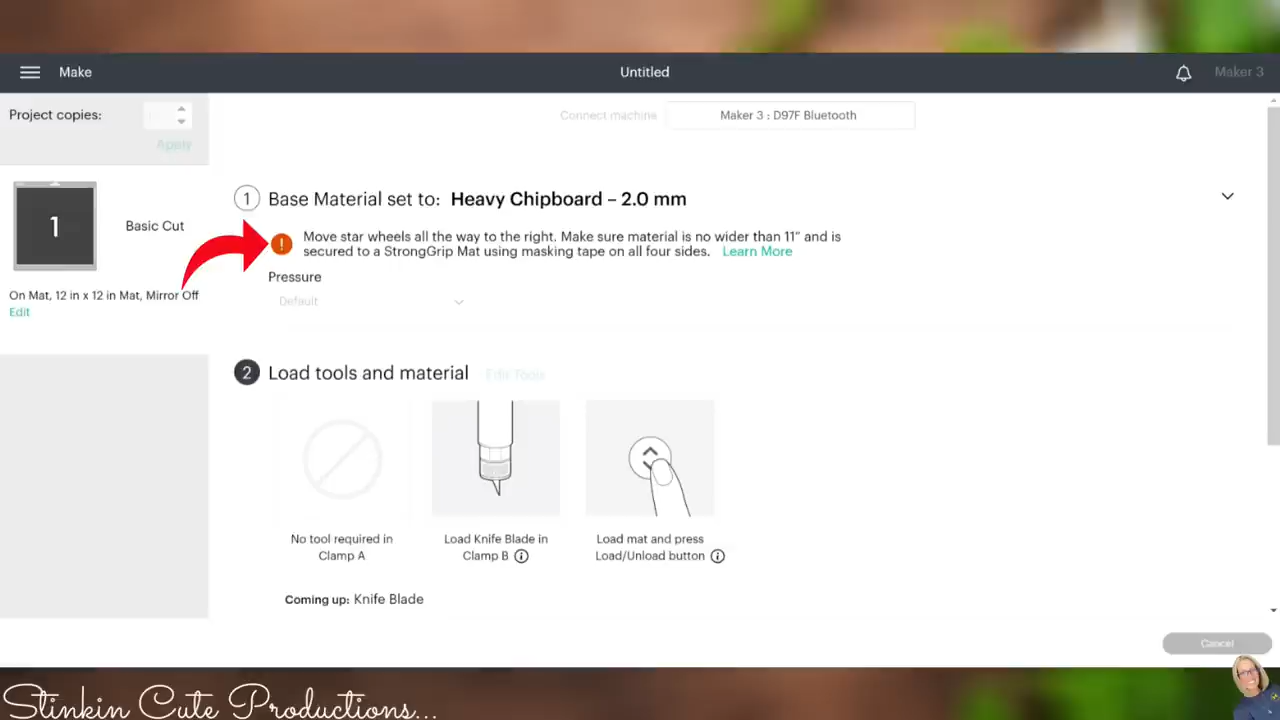 Make
Untitled
Maker 3
Project copies:
Apply
Connect machine
Maker 3 : D97F Bluetooth
1
Basic Cut
On Mat, 12 in x 12 in Mat, Mirror Off
Edit
1 Base Material set to: Heavy Chipboard – 2.0 mm
! Move star wheels all the way to the right. Make sure material is no wider than 11" and is
secured to a StrongGrip Mat using masking tape on all four sides. Learn More
Pressure
Default
2 Load tools and material Edit Tools
No tool required in
Clamp A
Load Knife Blade in
Clamp B
Load mat and press
Load/Unload button
Coming up: Knife Blade
Cancel
Stinkin Cute Productions...